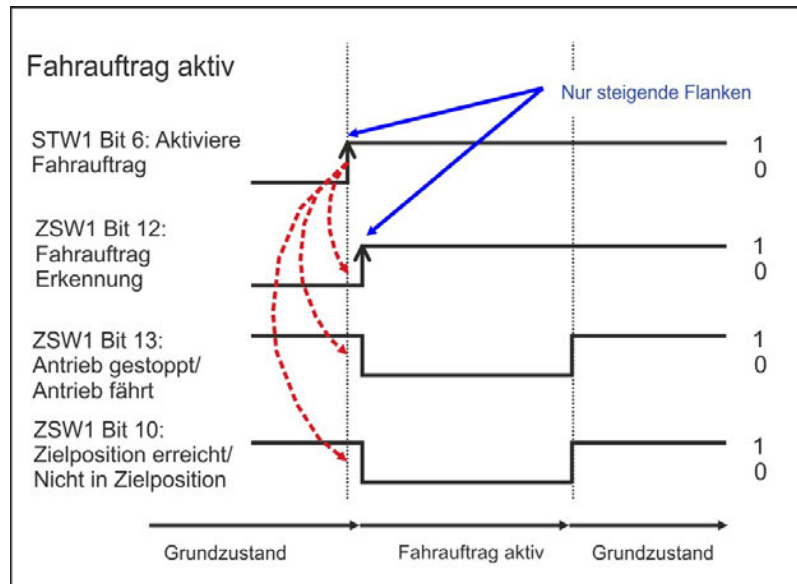 Fahrauftrag aktiv
Nur steigende Flanken
STW1 Bit 6: Aktiviere
Fahrauftrag
1
0
ZSW1 Bit 12:
Fahrauftrag
Erkennung
1
0
ZSW1 Bit 13:
Antrieb gestoppt/
Antrieb fährt
1
0
ZSW1 Bit 10:
Zielposition erreicht/
Nicht in Zielposition
1
0
Grundzustand
Fahrauftrag aktiv
Grundzustand